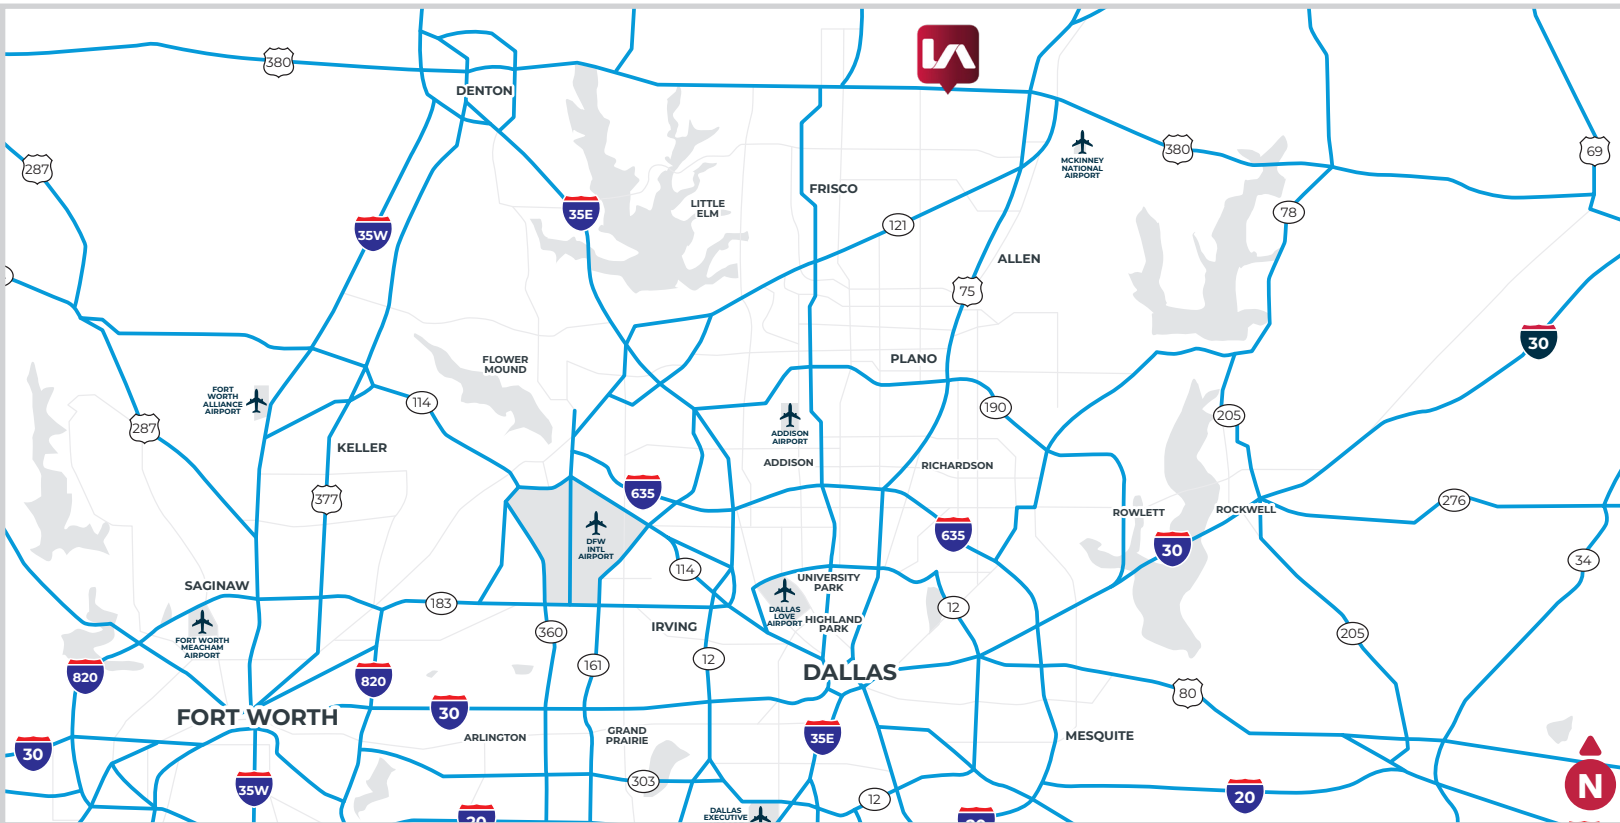 380
DENTON
287
35W
35E
LITTLE
ELM
FRISCO
121
MCKINNEY
NATIONAL
AIRPORT
380
69
78
ALLEN
75
30
FLOWER
MOUND
PLANO
FORT
WORTH
ALLIANCE
AIRPORT
114
287
190
205
ADDISON
AIRPORT
KELLER
ADDISON
RICHARDSON
377
635
276
ROWLETT
ROCKWELL
DFW
INTL
AIRPORT
635
30
34
114
SAGINAW
183
UNIVERSITY
PARK
12
DALLAS
LOVE
AIRPORT
HIGHLAND
PARK
FORT WORTH
MEACHAM
AIRPORT
360
IRVING
205
161
12
820
820
DALLAS
80
FORT WORTH
30
ARLINGTON
GRAND
PRAIRIE
35E
MESQUITE
30
303
35W
12
20
N
20
20
DALLAS
EXECUTIVE